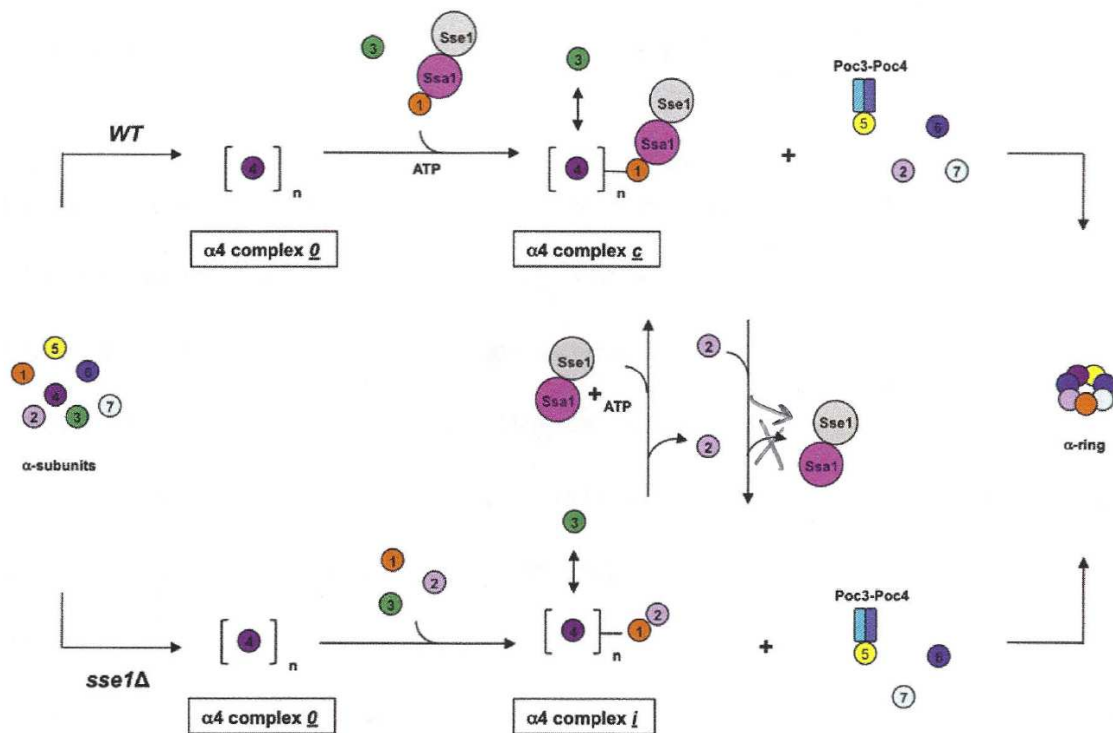 Sse1
3
Ssa1
1
WT
[ 4 ] n
ATP
α4 complex 0
3
Sse1
Ssa1
[ 4 ] n
1
α4 complex c
+
Poc3-Poc4
5
6
2
7
5
1
6
4
7
2
3
α-subunits
Sse1
Ssa1
+
ATP
2
2
Sse1
Ssa1
α-ring
sse1Δ
[ 4 ] n
α4 complex 0
1
2
3
3
[ 4 ] n
2
1
α4 complex i
+
Poc3-Poc4
5
6
7